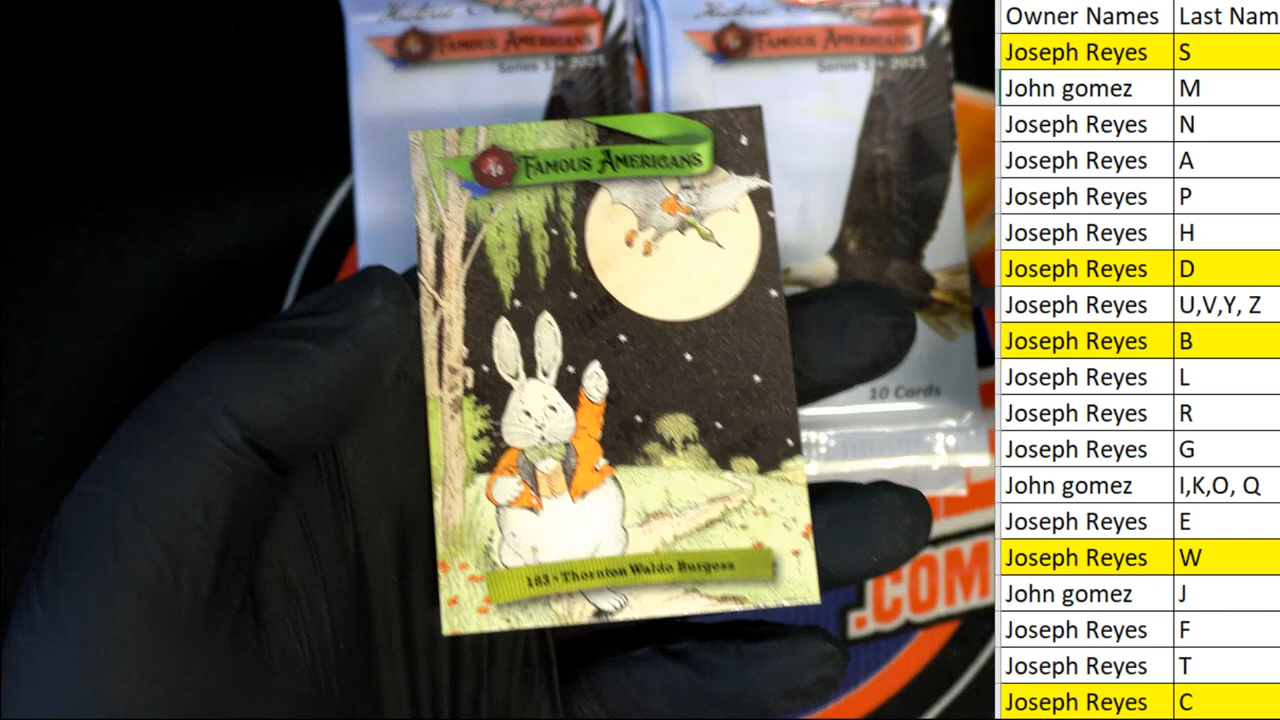 Historic Autographs
FAMOUS AMERICANS
Series 1 • 2021
FAMOUS AMERICANS
Series 1 • 2021
FAMOUS AMERICANS
183 • Thornton Waldo Burgess
10 Cards
.COM
Owner Names Last Nam
Joseph Reyes S
John gomez M
Joseph Reyes N
Joseph Reyes A
Joseph Reyes P
Joseph Reyes H
Joseph Reyes D
Joseph Reyes U,V,Y, Z
Joseph Reyes B
Joseph Reyes L
Joseph Reyes R
Joseph Reyes G
John gomez I,K,O, Q
Joseph Reyes E
Joseph Reyes W
John gomez J
Joseph Reyes F
Joseph Reyes T
Joseph Reyes C